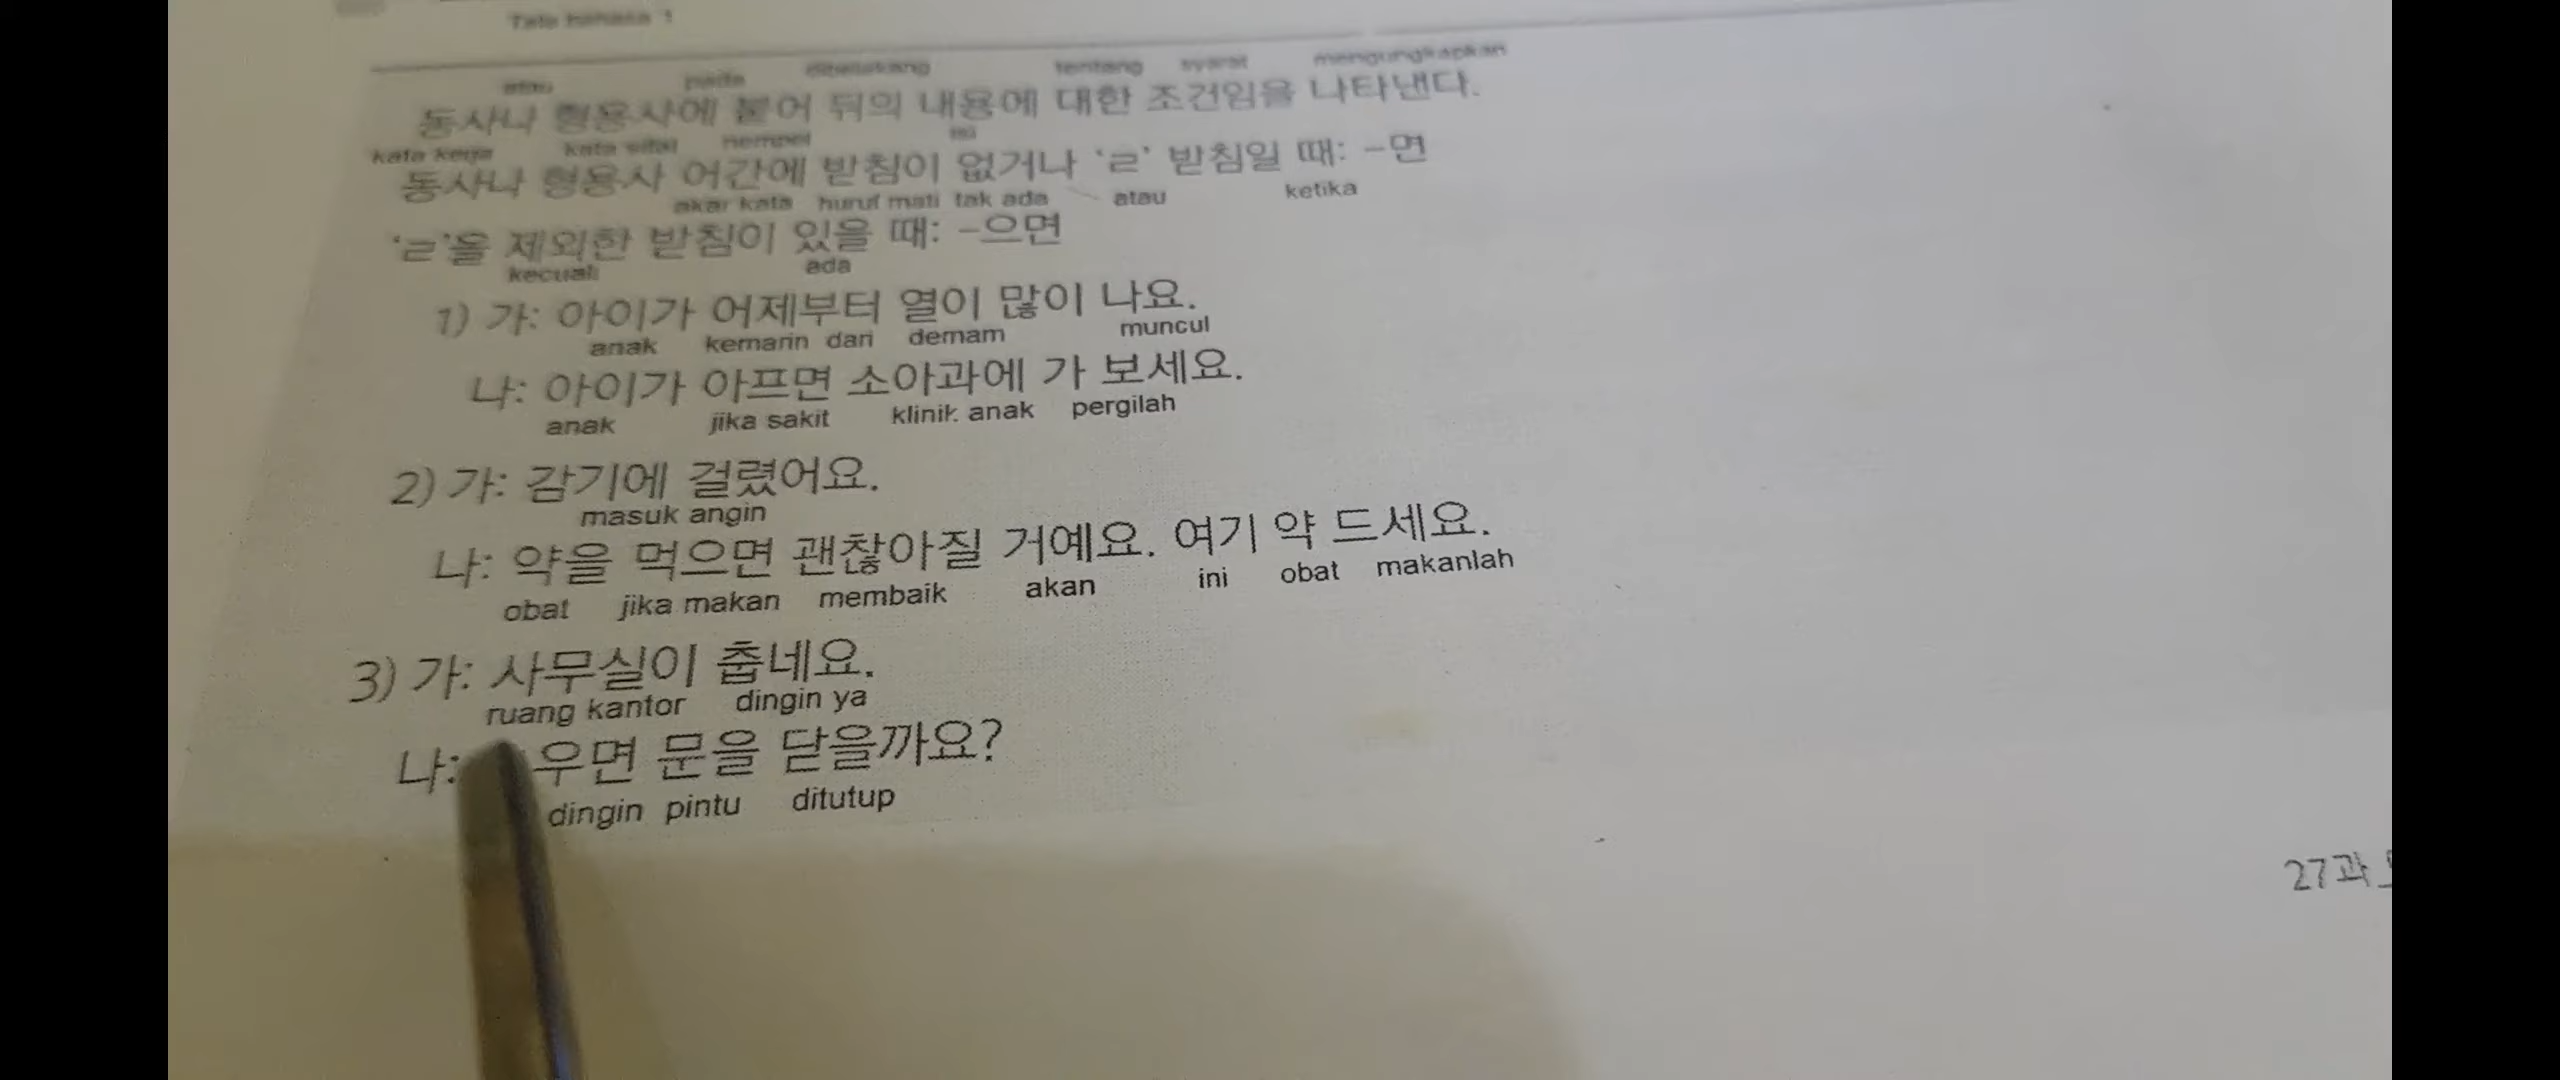 Tata bahasa 1
atau pada dibelakang tentang syarat mengungkapkan
동사나 형용사에 붙어 뒤의 내용에 대한 조건임을 나타낸다.
kata kerja kata sifat nempel isi
동사나 형용사 어간에 받침이 없거나 ‘ㄹ’ 받침일 때: -면
akar kata huruf mati tak ada atau ketika
‘ㄹ’을 제외한 받침이 있을 때: -으면
kecuali ada
1) 가: 아이가 어제부터 열이 많이 나요.
anak kemarin dari demam muncul
나: 아이가 아프면 소아과에 가 보세요.
anak jika sakit klinik anak pergilah
2) 가: 감기에 걸렸어요.
masuk angin
나: 약을 먹으면 괜찮아질 거예요. 여기 약 드세요.
obat jika makan membaik akan ini obat makanlah
3) 가: 사무실이 춥네요.
ruang kantor dingin ya
나: 우면 문을 닫을까요?
dingin pintu ditutup
27과